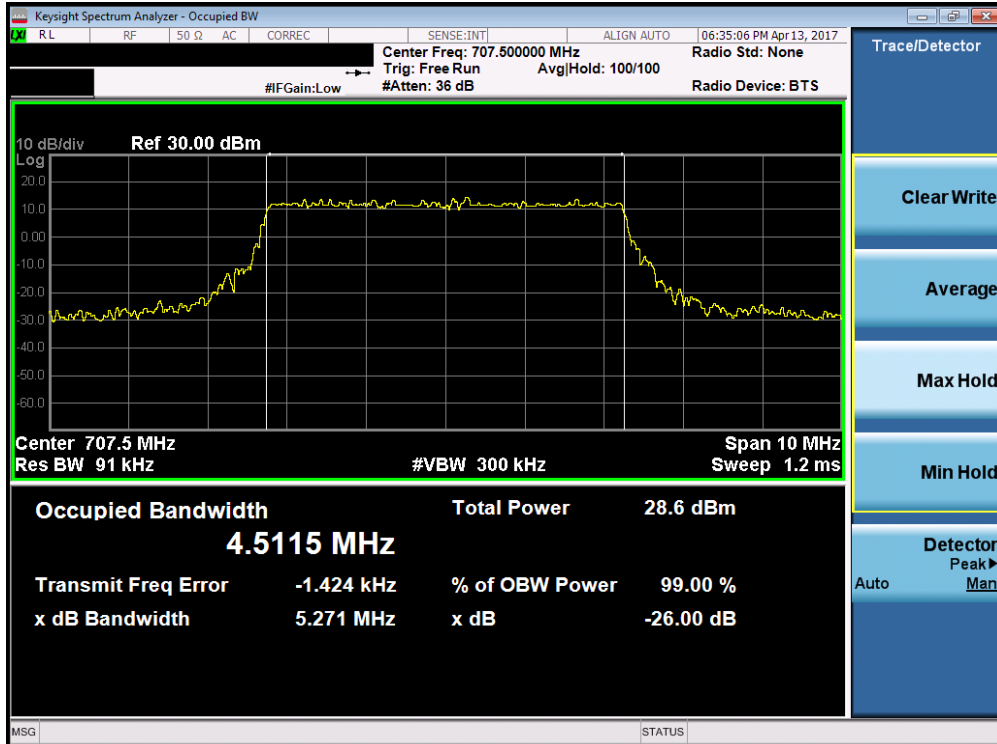 Keysight Spectrum Analyzer - Occupied BW
LXI RL RF 50 Ω AC CORREC SENSE:INT ALIGN AUTO 06:35:06 PM Apr 13, 2017
Center Freq: 707.500000 MHz Radio Std: None
Trig: Free Run Avg|Hold: 100/100
#IFGain:Low #Atten: 36 dB Radio Device: BTS
Trace/Detector
10 dB/div Ref 30.00 dBm
Log
20.0
10.0
0.00
-10.0
-20.0
-30.0
-40.0
-50.0
-60.0
Center 707.5 MHz Span 10 MHz
Res BW 91 kHz #VBW 300 kHz Sweep 1.2 ms
Occupied Bandwidth Total Power 28.6 dBm
4.5115 MHz
Transmit Freq Error -1.424 kHz % of OBW Power 99.00 %
x dB Bandwidth 5.271 MHz x dB -26.00 dB
Clear Write
Average
Max Hold
Min Hold
Detector
Peak
Auto Man
MSG STATUS